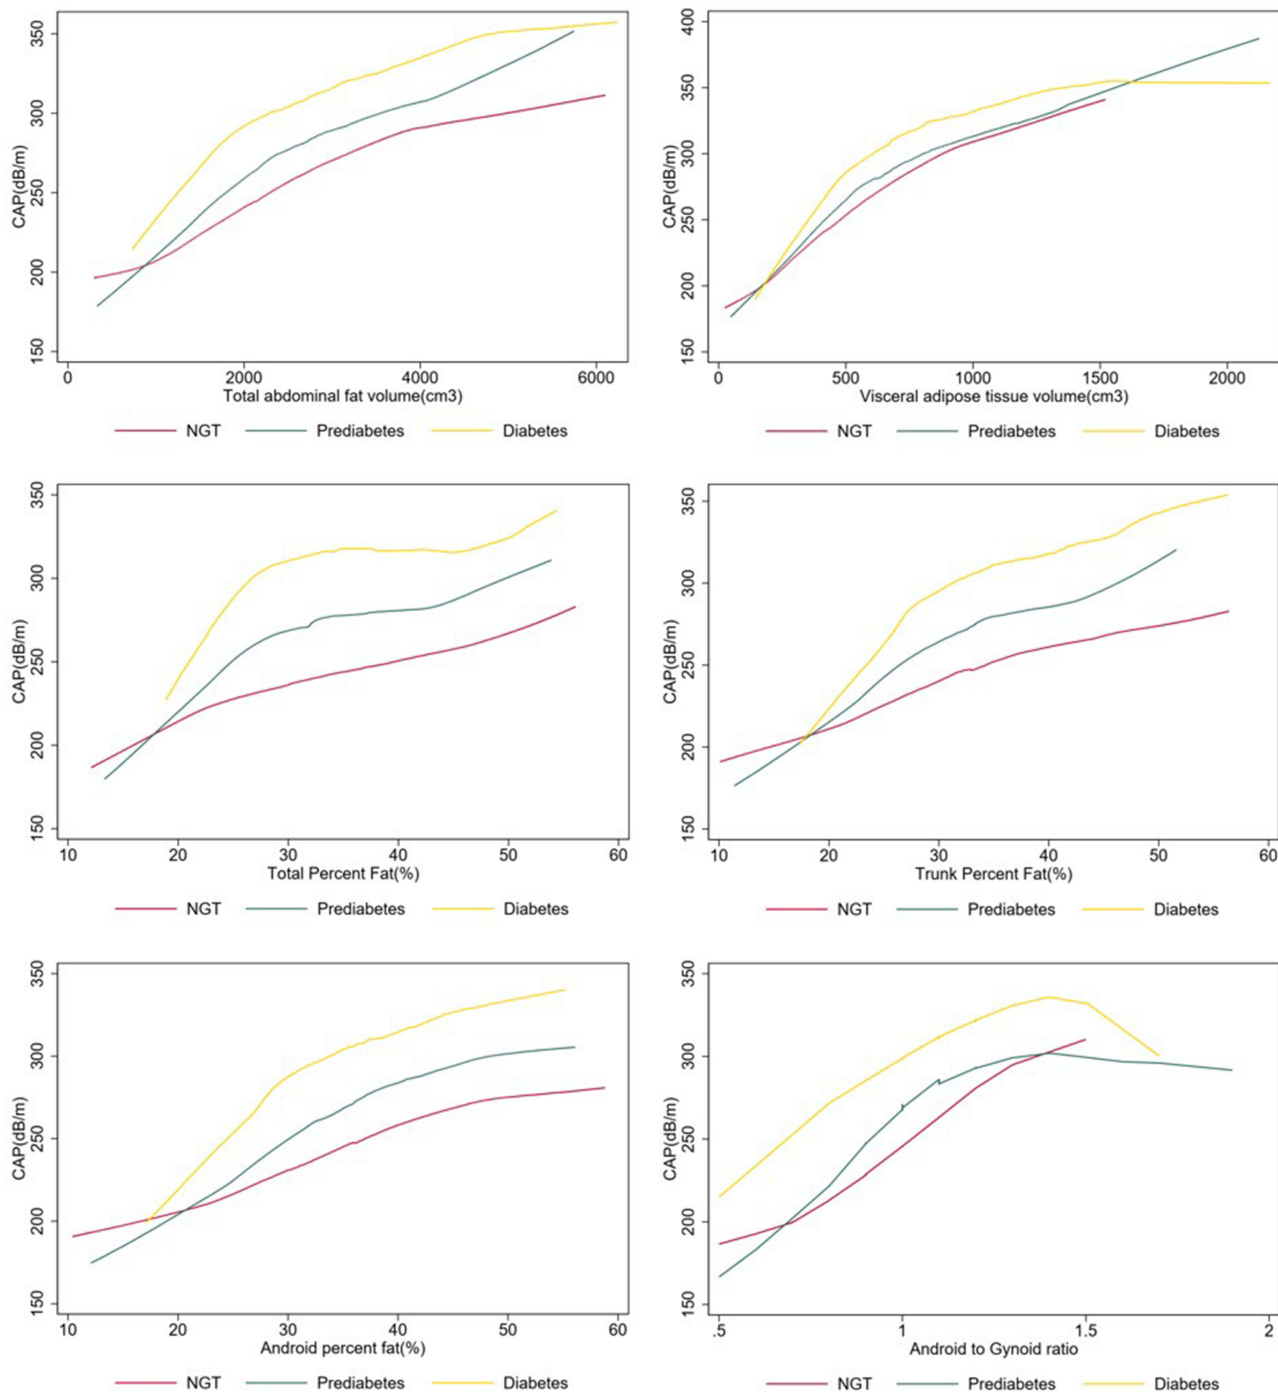 CAP(dB/m)
350
300
250
200
150
0 2000 4000 6000
Total abdominal fat volume(cm3)
NGT Prediabetes Diabetes
CAP(dB/m)
400
350
300
250
200
150
0 500 1000 1500 2000
Visceral adipose tissue volume(cm3)
NGT Prediabetes Diabetes
CAP(dB/m)
350
300
250
200
150
10 20 30 40 50 60
Total Percent Fat(%)
NGT Prediabetes Diabetes
CAP(dB/m)
350
300
250
200
150
10 20 30 40 50 60
Trunk Percent Fat(%)
NGT Prediabetes Diabetes
CAP(dB/m)
350
300
250
200
150
10 20 30 40 50 60
Android percent fat(%)
NGT Prediabetes Diabetes
CAP(dB/m)
350
300
250
200
150
.5 1 1.5 2
Android to Gynoid ratio
NGT Prediabetes Diabetes